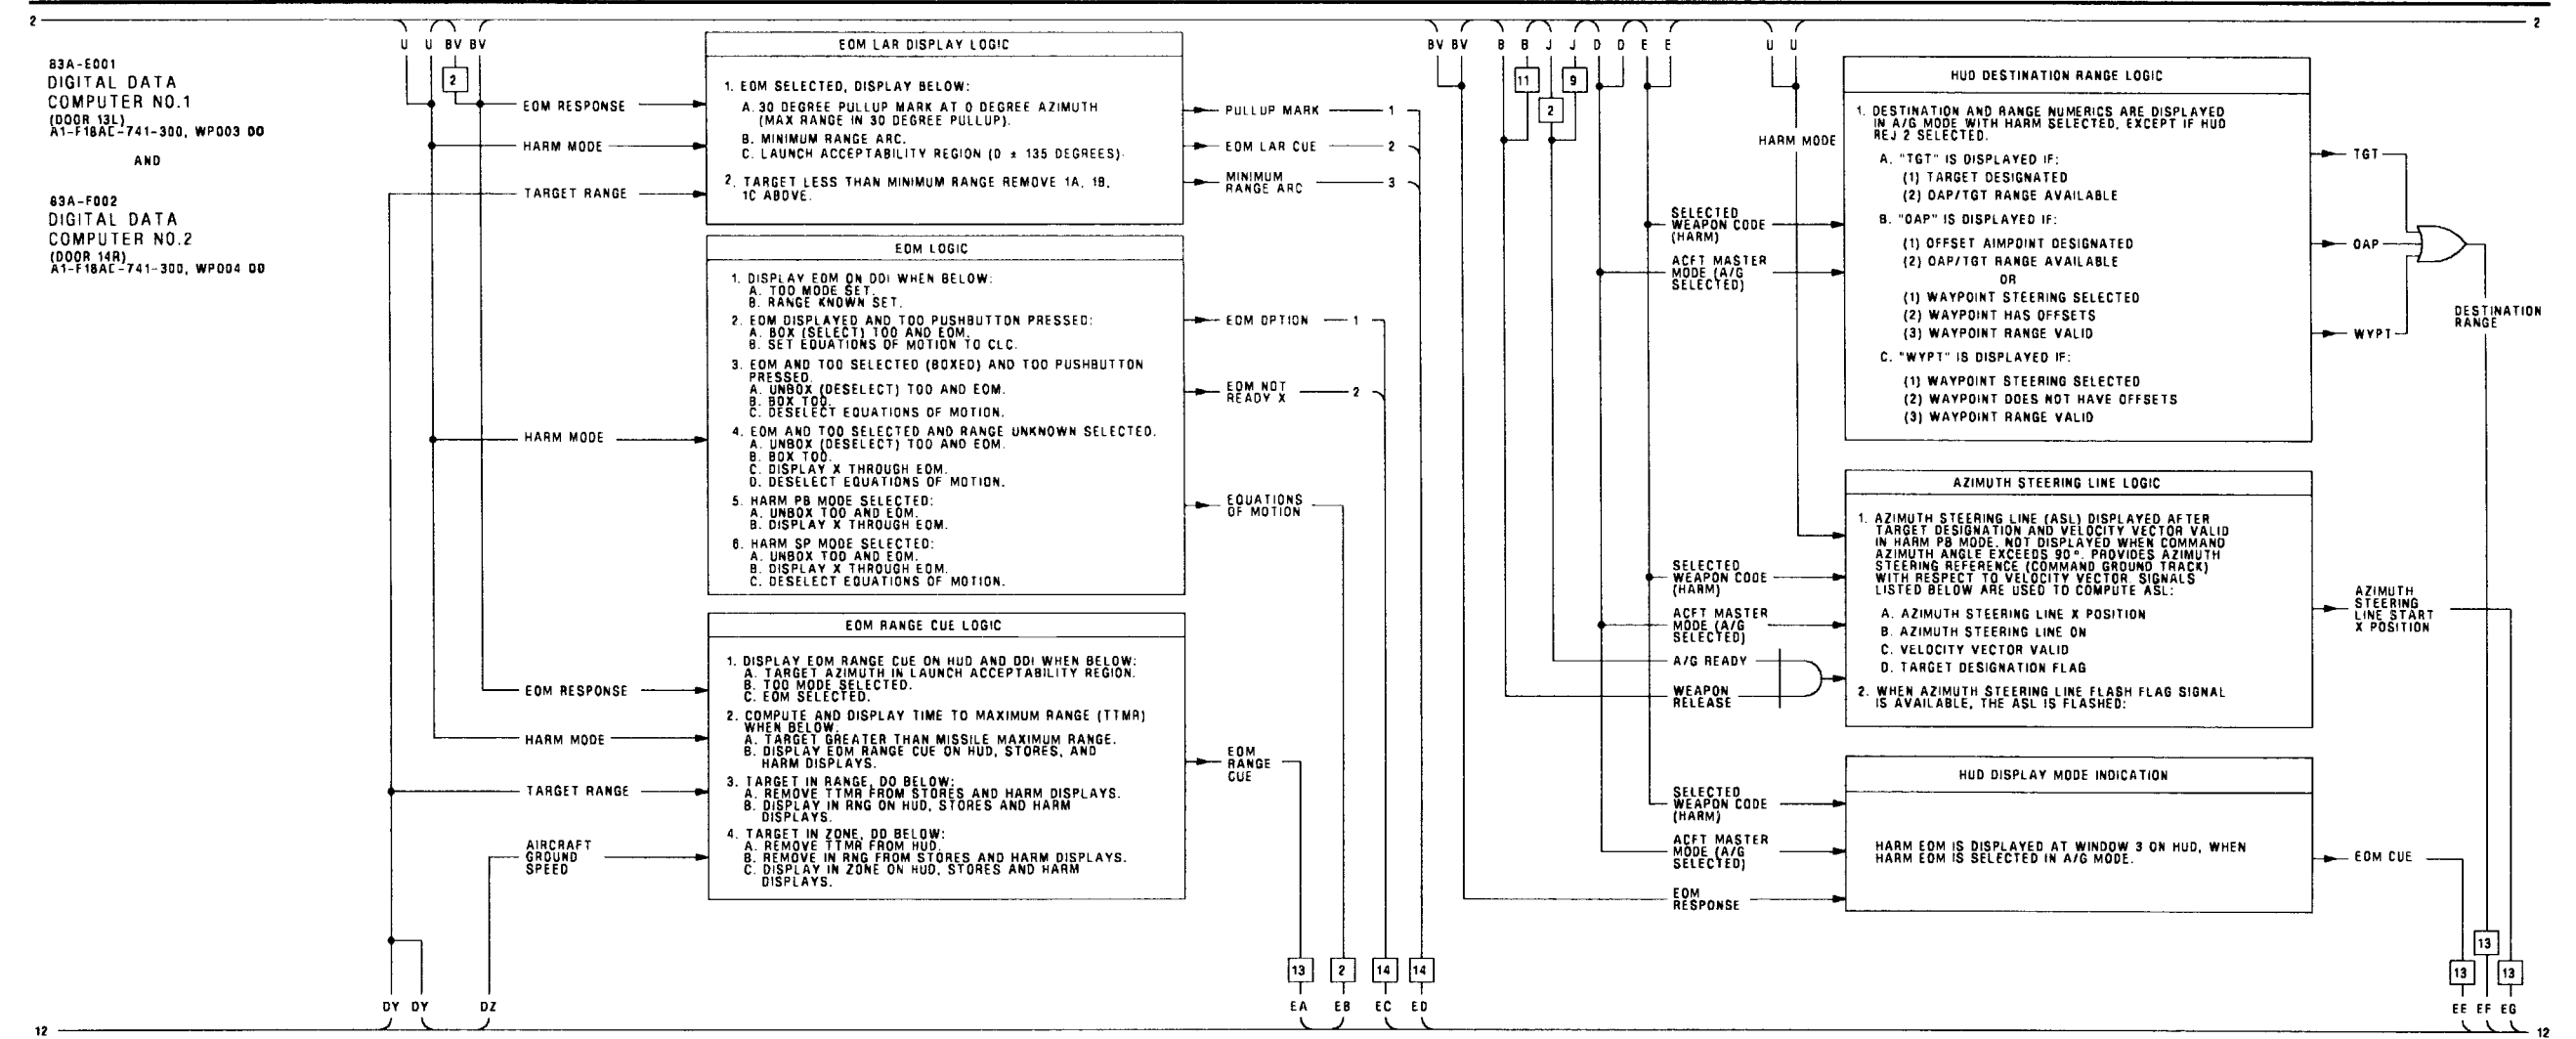 2
2
U U BV BV
BV BV B B J J D D E E U U
2
11
2
9
83A-E001
DIGITAL DATA
COMPUTER NO.1
(DOOR 13L)
A1-F18AC-741-300, WP003 00
AND
83A-F002
DIGITAL DATA
COMPUTER NO.2
(DOOR 14R)
A1-F18AC-741-300, WP004 00
EOM RESPONSE
HARM MODE
TARGET RANGE
EOM LAR DISPLAY LOGIC
1. EOM SELECTED, DISPLAY BELOW:
A. 30 DEGREE PULLUP MARK AT 0 DEGREE AZIMUTH
(MAX RANGE IN 30 DEGREE PULLUP).
B. MINIMUM RANGE ARC.
C. LAUNCH ACCEPTABILITY REGION (0 ± 135 DEGREES).
2. TARGET LESS THAN MINIMUM RANGE REMOVE 1A, 1B,
1C ABOVE.
PULLUP MARK 1
EOM LAR CUE 2
MINIMUM
RANGE ARC 3
HARM MODE
EOM LOGIC
1. DISPLAY EOM ON DDI WHEN BELOW:
A. TOO MODE SET.
B. RANGE KNOWN SET.
2. EOM DISPLAYED AND TOO PUSHBUTTON PRESSED:
A. BOX (SELECT) TOO AND EOM.
B. SET EQUATIONS OF MOTION TO CLC.
3. EOM AND TOO SELECTED (BOXED) AND TOO PUSHBUTTON
PRESSED.
A. UNBOX (DESELECT) TOO AND EOM.
B. BOX TOO.
C. DESELECT EQUATIONS OF MOTION.
4. EOM AND TOO SELECTED AND RANGE UNKNOWN SELECTED.
A. UNBOX (DESELECT) TOO AND EOM.
B. BOX TOO.
C. DISPLAY X THROUGH EOM.
D. DESELECT EQUATIONS OF MOTION.
5. HARM PB MODE SELECTED:
A. UNBOX TOO AND EOM.
B. DISPLAY X THROUGH EOM.
6. HARM SP MODE SELECTED:
A. UNBOX TOO AND EOM.
B. DISPLAY X THROUGH EOM.
C. DESELECT EQUATIONS OF MOTION.
EOM OPTION 1
EOM NOT
READY X 2
EQUATIONS
OF MOTION
EOM RESPONSE
HARM MODE
TARGET RANGE
AIRCRAFT
GROUND
SPEED
EOM RANGE CUE LOGIC
1. DISPLAY EOM RANGE CUE ON HUD AND DDI WHEN BELOW:
A. TARGET AZIMUTH IN LAUNCH ACCEPTABILITY REGION.
B. TOO MODE SELECTED.
C. EOM SELECTED.
2. COMPUTE AND DISPLAY TIME TO MAXIMUM RANGE (TTMR)
WHEN BELOW.
A. TARGET GREATER THAN MISSILE MAXIMUM RANGE.
B. DISPLAY EOM RANGE CUE ON HUD, STORES, AND
HARM DISPLAYS.
3. TARGET IN RANGE, DO BELOW:
A. REMOVE TTMR FROM STORES AND HARM DISPLAYS.
B. DISPLAY IN RNG ON HUD, STORES AND HARM
DISPLAYS.
4. TARGET IN ZONE, DO BELOW:
A. REMOVE TTMR FROM HUD.
B. REMOVE IN RNG FROM STORES AND HARM DISPLAYS.
C. DISPLAY IN ZONE ON HUD, STORES AND HARM
DISPLAYS.
EOM
RANGE
CUE
HARM MODE
SELECTED
WEAPON CODE
(HARM)
ACFT MASTER
MODE (A/G
SELECTED)
HUD DESTINATION RANGE LOGIC
1. DESTINATION AND RANGE NUMERICS ARE DISPLAYED
IN A/G MODE WITH HARM SELECTED, EXCEPT IF HUD
REJ 2 SELECTED.
A. "TGT" IS DISPLAYED IF:
(1) TARGET DESIGNATED
(2) OAP/TGT RANGE AVAILABLE
B. "OAP" IS DISPLAYED IF:
(1) OFFSET AIMPOINT DESIGNATED
(2) OAP/TGT RANGE AVAILABLE
OR
(1) WAYPOINT STEERING SELECTED
(2) WAYPOINT HAS OFFSETS
(3) WAYPOINT RANGE VALID
C. "WYPT" IS DISPLAYED IF:
(1) WAYPOINT STEERING SELECTED
(2) WAYPOINT DOES NOT HAVE OFFSETS
(3) WAYPOINT RANGE VALID
TGT
OAP
WYPT
DESTINATION
RANGE
SELECTED
WEAPON CODE
(HARM)
ACFT MASTER
MODE (A/G
SELECTED)
A/G READY
WEAPON
RELEASE
AZIMUTH STEERING LINE LOGIC
1. AZIMUTH STEERING LINE (ASL) DISPLAYED AFTER
TARGET DESIGNATION AND VELOCITY VECTOR VALID
IN HARM PB MODE. NOT DISPLAYED WHEN COMMAND
AZIMUTH ANGLE EXCEEDS 90°. PROVIDES AZIMUTH
STEERING REFERENCE (COMMAND GROUND TRACK)
WITH RESPECT TO VELOCITY VECTOR. SIGNALS
LISTED BELOW ARE USED TO COMPUTE ASL:
A. AZIMUTH STEERING LINE X POSITION
B. AZIMUTH STEERING LINE ON
C. VELOCITY VECTOR VALID
D. TARGET DESIGNATION FLAG
2. WHEN AZIMUTH STEERING LINE FLASH FLAG SIGNAL
IS AVAILABLE, THE ASL IS FLASHED:
AZIMUTH
STEERING
LINE START
X POSITION
SELECTED
WEAPON CODE
(HARM)
ACFT MASTER
MODE (A/G
SELECTED)
EOM
RESPONSE
HUD DISPLAY MODE INDICATION
HARM EOM IS DISPLAYED AT WINDOW 3 ON HUD, WHEN
HARM EOM IS SELECTED IN A/G MODE.
EOM CUE
13 2 14 14
13
13 13
DY DY DZ
EA EB EC ED
EE EF EG
12
12